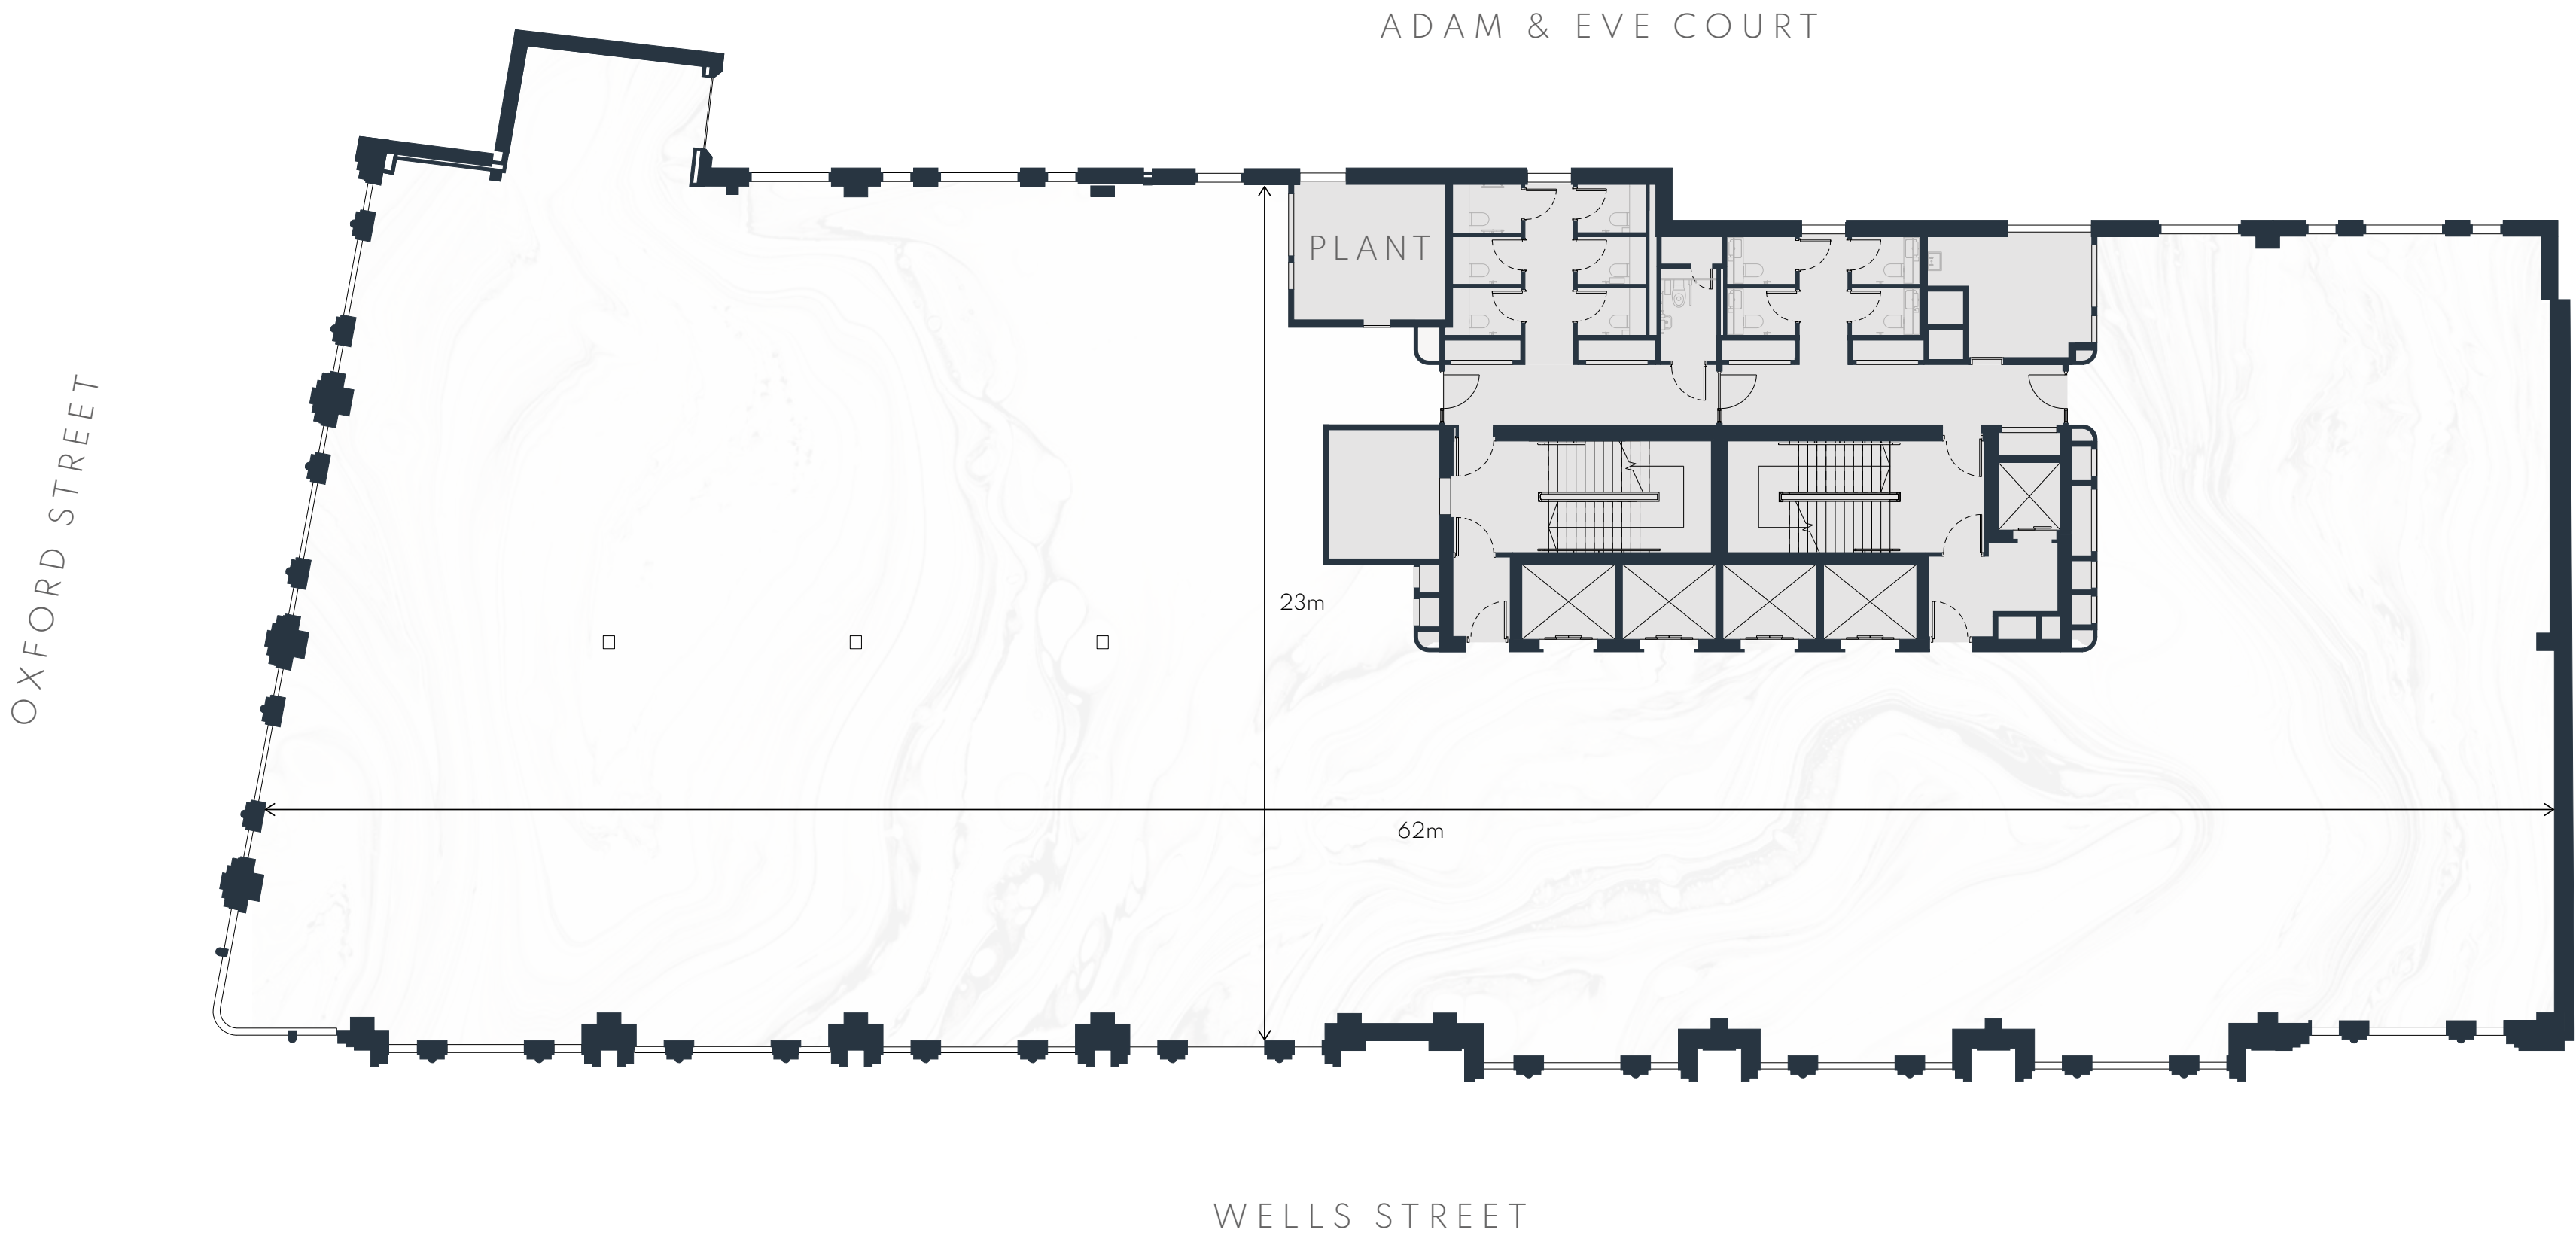 ADAM & EVE COURT
PLANT
OXFORD STREET
23m
62m
WELLS STREET